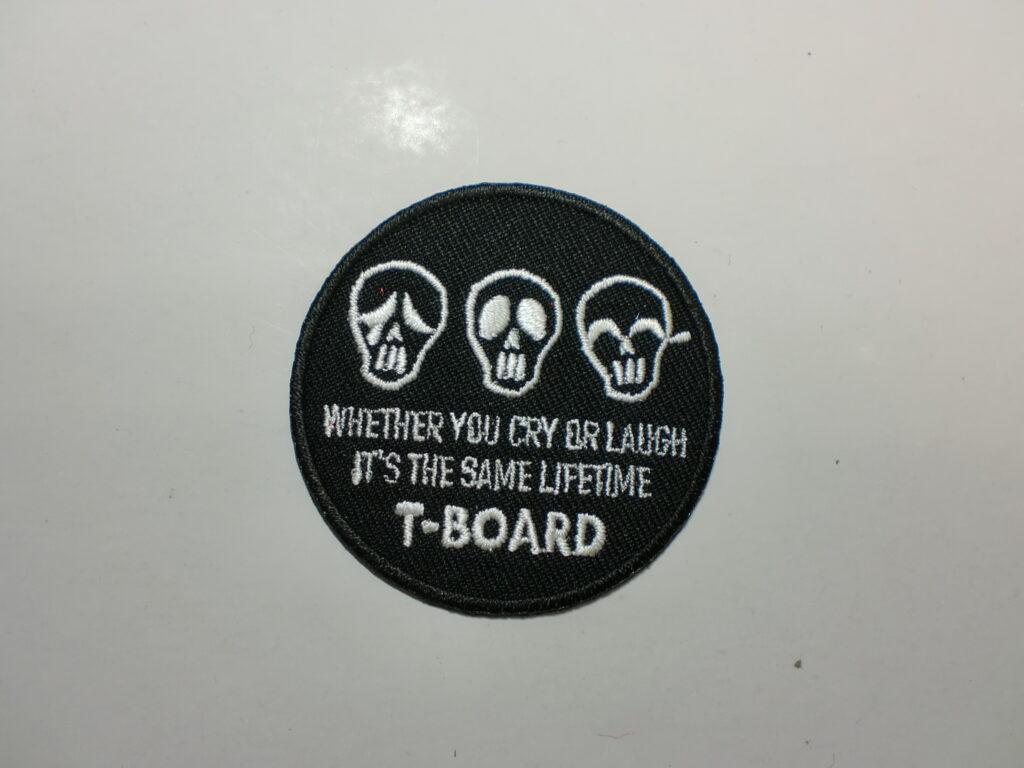 WHETHER YOU CRY OR LAUGH
IT'S THE SAME LIFETIME
T-BOARD